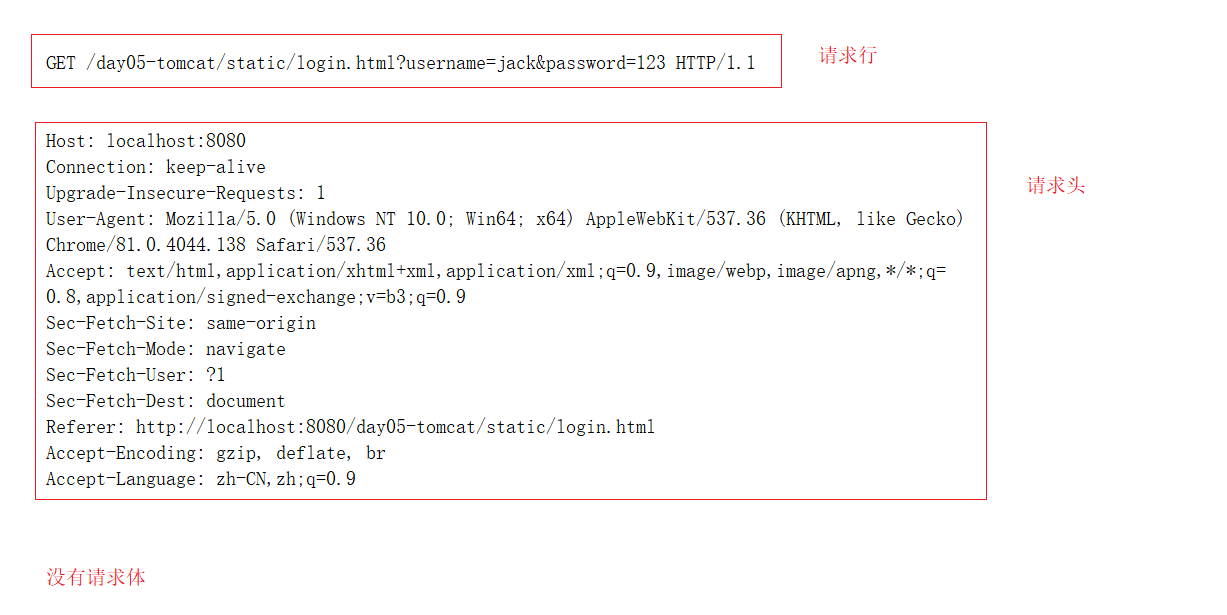 GET /day05-tomcat/static/login.html?username=jack&password=123 HTTP/1.1
请求行
Host: localhost:8080
Connection: keep-alive
Upgrade-Insecure-Requests: 1
User-Agent: Mozilla/5.0 (Windows NT 10.0; Win64; x64) AppleWebKit/537.36 (KHTML, like Gecko)
Chrome/81.0.4044.138 Safari/537.36
Accept: text/html,application/xhtml+xml,application/xml;q=0.9,image/webp,image/apng,*/*;q=
0.8,application/signed-exchange;v=b3;q=0.9
Sec-Fetch-Site: same-origin
Sec-Fetch-Mode: navigate
Sec-Fetch-User: ?1
Sec-Fetch-Dest: document
Referer: http://localhost:8080/day05-tomcat/static/login.html
Accept-Encoding: gzip, deflate, br
Accept-Language: zh-CN,zh;q=0.9
请求头
没有请求体